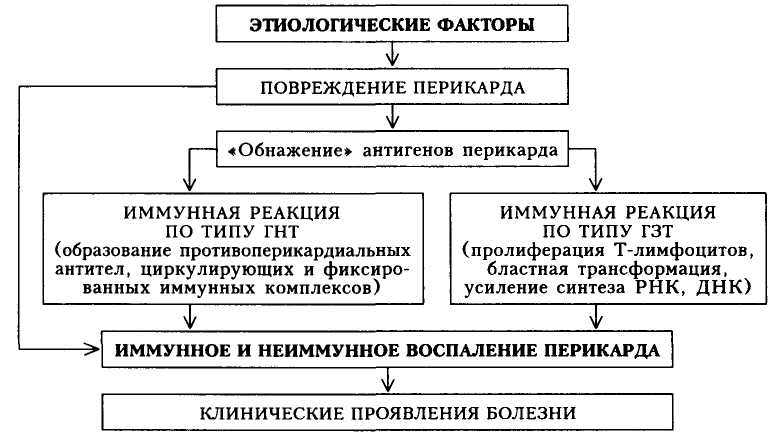 ЭТИОЛОГИЧЕСКИЕ ФАКТОРЫ
ПОВРЕЖДЕНИЕ ПЕРИКАРДА
«Обнажение» антигенов перикарда
ИММУННАЯ РЕАКЦИЯ
ПО ТИПУ ГНТ
(образование противоперикардиальных
антител, циркулирующих и фиксиро-
ванных иммунных комплексов)
ИММУННАЯ РЕАКЦИЯ
ПО ТИПУ ГЗТ
(пролиферация Т-лимфоцитов,
бластная трансформация,
усиление синтеза РНК, ДНК)
ИММУННОЕ И НЕИММУННОЕ ВОСПАЛЕНИЕ ПЕРИКАРДА
КЛИНИЧЕСКИЕ ПРОЯВЛЕНИЯ БОЛЕЗНИ